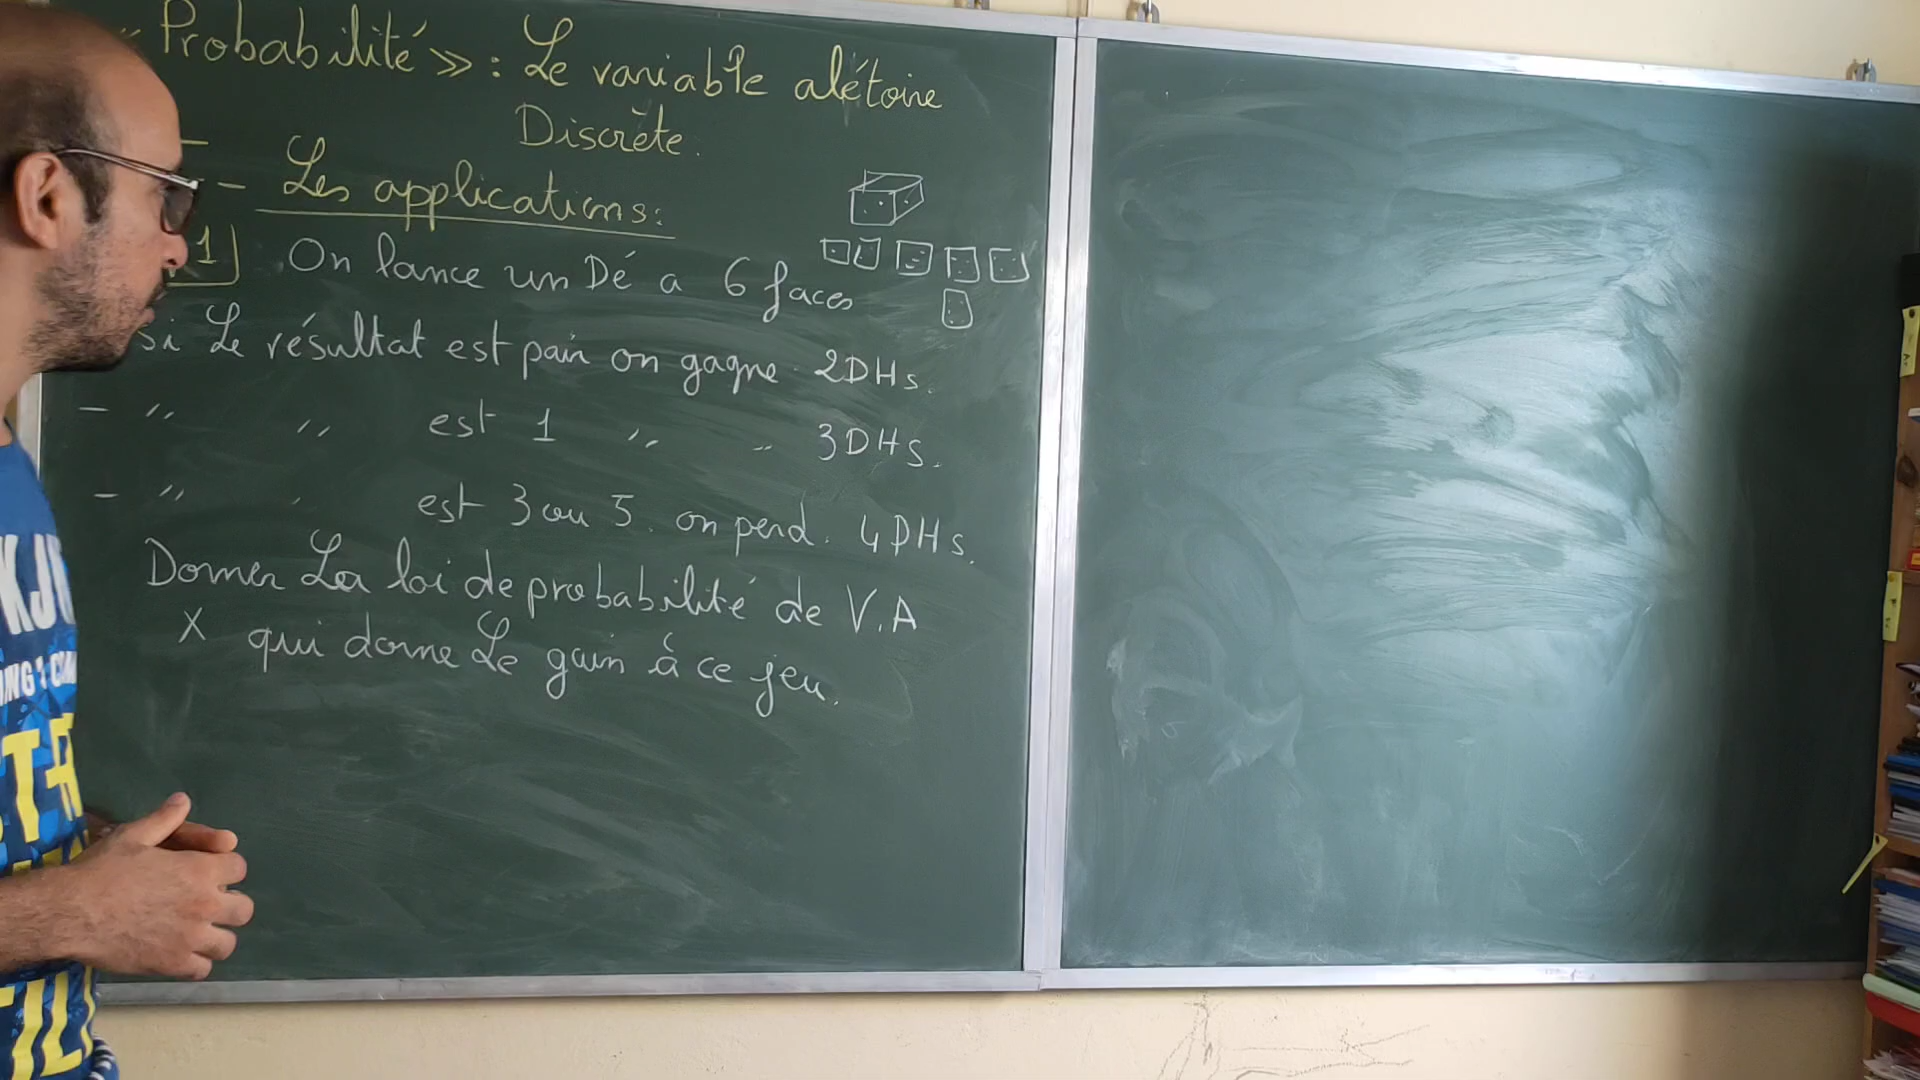 « Probabilité » : Le variable alétoire
Discrète.
- Les applications:
1] On lance un Dé a 6 faces
si Le résultat est pair on gagne 2DHs.
- " " est 1 " " 3DHS.
- " " est 3 ou 5. on perd. 4DHs.
Donner La loi de probabilité de V.A
X qui donne Le gain à ce jeu.